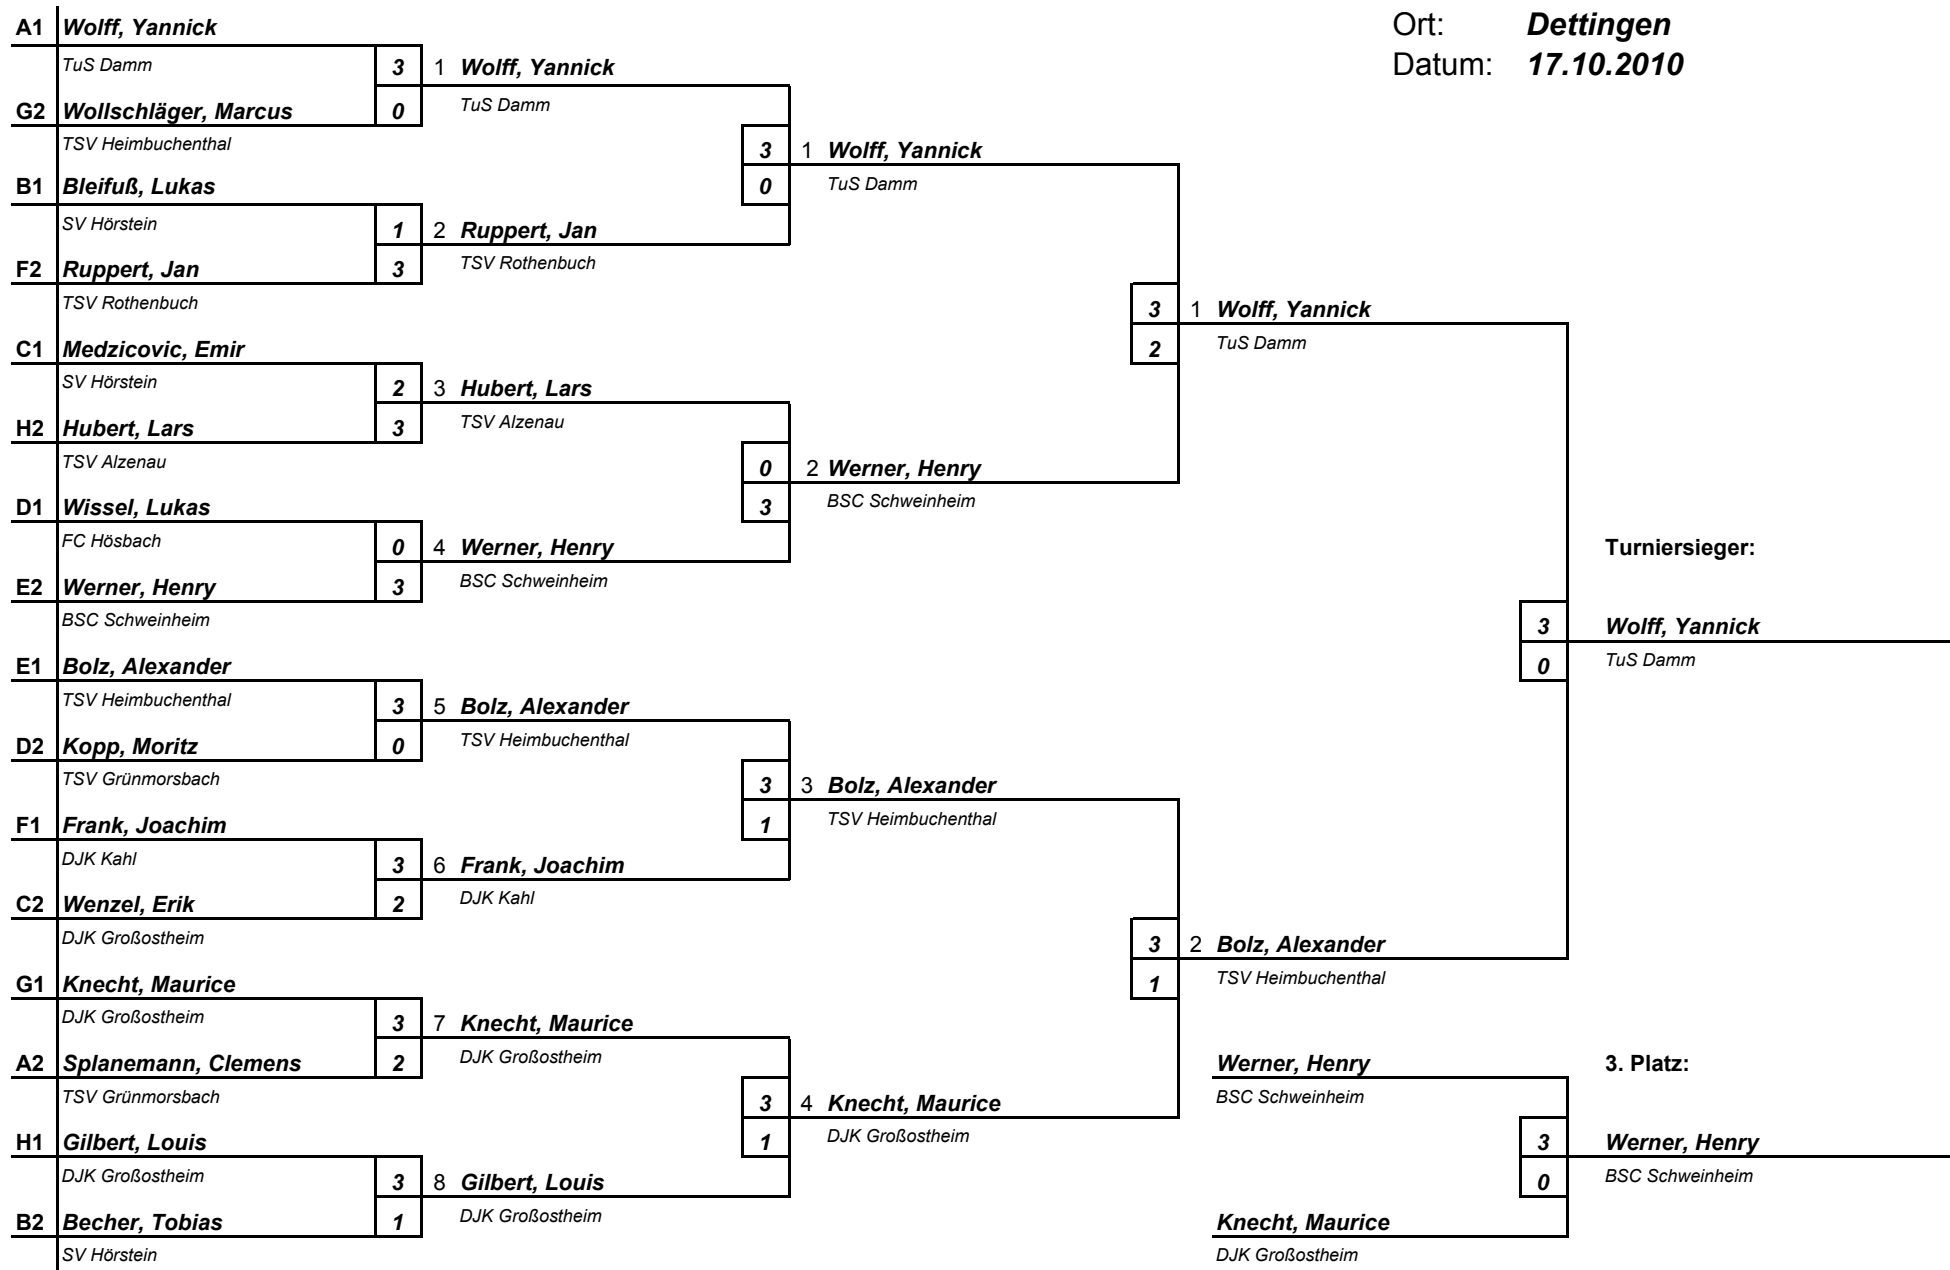 Ort: Dettingen
Datum: 17.10.2010
A1 Wolff, Yannick
TuS Damm
3
G2 Wollschläger, Marcus
0
TSV Heimbuchenthal
B1 Bleifuß, Lukas
SV Hörstein
1
F2 Ruppert, Jan
3
TSV Rothenbuch
C1 Medzicovic, Emir
SV Hörstein
2
H2 Hubert, Lars
3
TSV Alzenau
D1 Wissel, Lukas
FC Hösbach
0
E2 Werner, Henry
3
BSC Schweinheim
E1 Bolz, Alexander
TSV Heimbuchenthal
3
D2 Kopp, Moritz
0
TSV Grünmorsbach
F1 Frank, Joachim
DJK Kahl
3
C2 Wenzel, Erik
2
DJK Großostheim
G1 Knecht, Maurice
DJK Großostheim
3
A2 Splanemann, Clemens
2
TSV Grünmorsbach
H1 Gilbert, Louis
DJK Großostheim
3
B2 Becher, Tobias
1
SV Hörstein
1 Wolff, Yannick
TuS Damm
3
0
2 Ruppert, Jan
TSV Rothenbuch
3 Hubert, Lars
TSV Alzenau
0
3
4 Werner, Henry
BSC Schweinheim
5 Bolz, Alexander
TSV Heimbuchenthal
3
1
6 Frank, Joachim
DJK Kahl
7 Knecht, Maurice
DJK Großostheim
3
1
8 Gilbert, Louis
DJK Großostheim
1 Wolff, Yannick
TuS Damm
3
2
2 Werner, Henry
BSC Schweinheim
3 Bolz, Alexander
TSV Heimbuchenthal
3
1
4 Knecht, Maurice
DJK Großostheim
1 Wolff, Yannick
TuS Damm
3
0
2 Bolz, Alexander
TSV Heimbuchenthal
Turniersieger:
Wolff, Yannick
TuS Damm
Werner, Henry
BSC Schweinheim
3
0
Knecht, Maurice
DJK Großostheim
3. Platz:
Werner, Henry
BSC Schweinheim